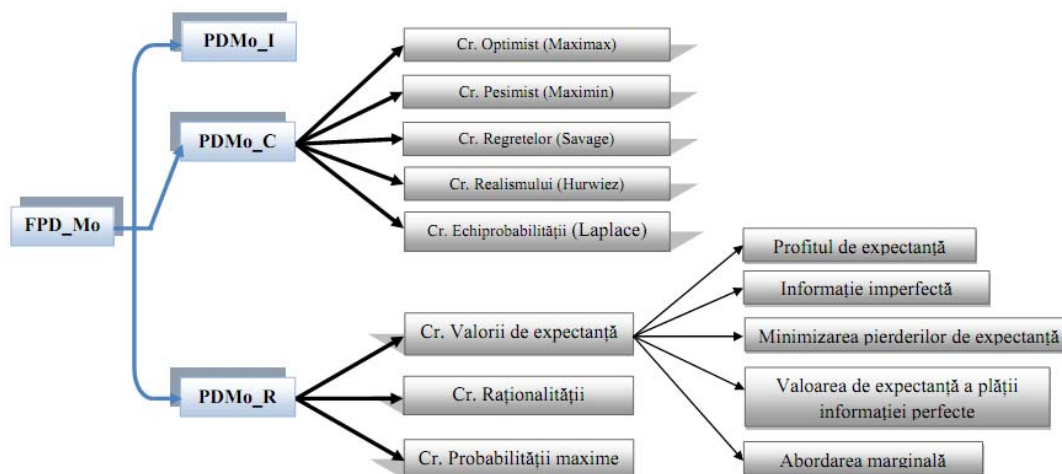 PDMo_I
PDMo_C
FPD_Mo
PDMo_R
Cr. Optimist (Maximax)
Cr. Pesimist (Maximin)
Cr. Regretelor (Savage)
Cr. Realismului (Hurwiez)
Cr. Echiprobabilității (Laplace)
Cr. Valorii de expectanță
Cr. Raționalității
Cr. Probabilității maxime
Profitul de expectanță
Informație imperfectă
Minimizarea pierderilor de expectanță
Valoarea de expectanță a plății
informației perfecte
Abordarea marginală